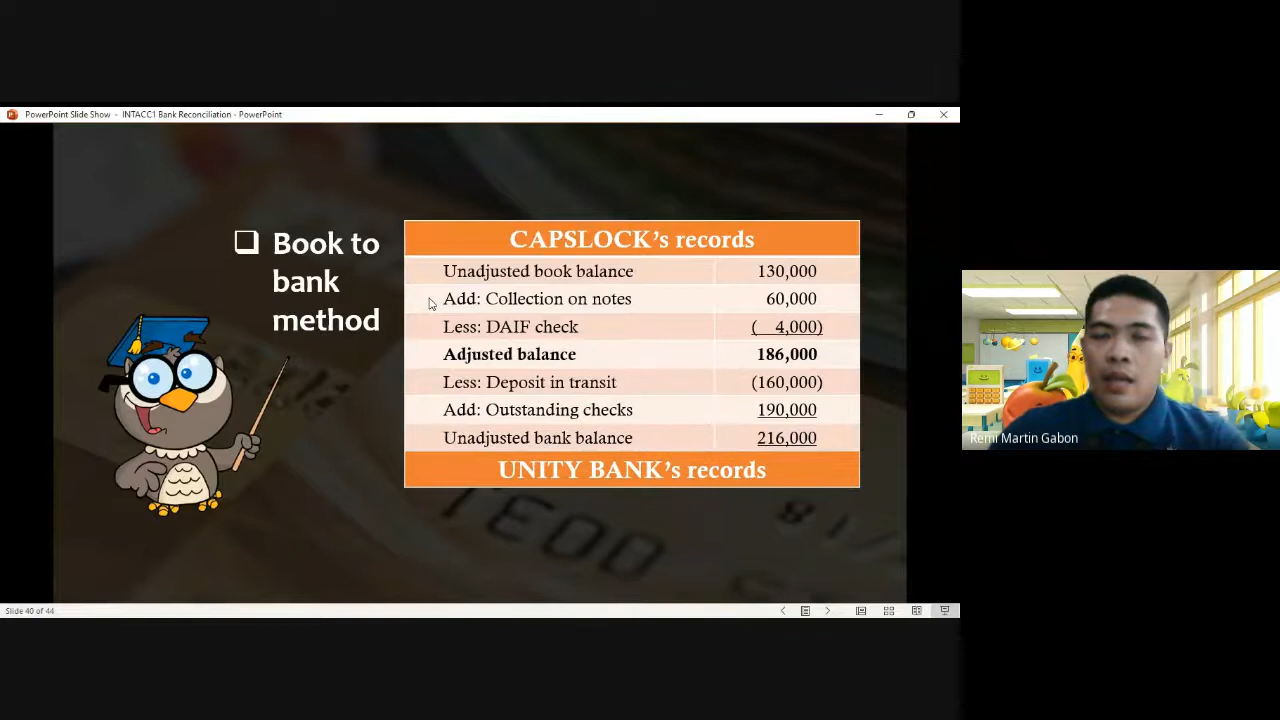 PowerPoint Slide Show - INTACC1 Bank Reconciliation - PowerPoint
❑ Book to
bank
method
CAPSLOCK's records
Unadjusted book balance 130,000
Add: Collection on notes 60,000
Less: DAIF check ( 4,000)
Adjusted balance 186,000
Less: Deposit in transit (160,000)
Add: Outstanding checks 190,000
Unadjusted bank balance 216,000
UNITY BANK's records
Remi Martin Gabon
Slide 40 of 44